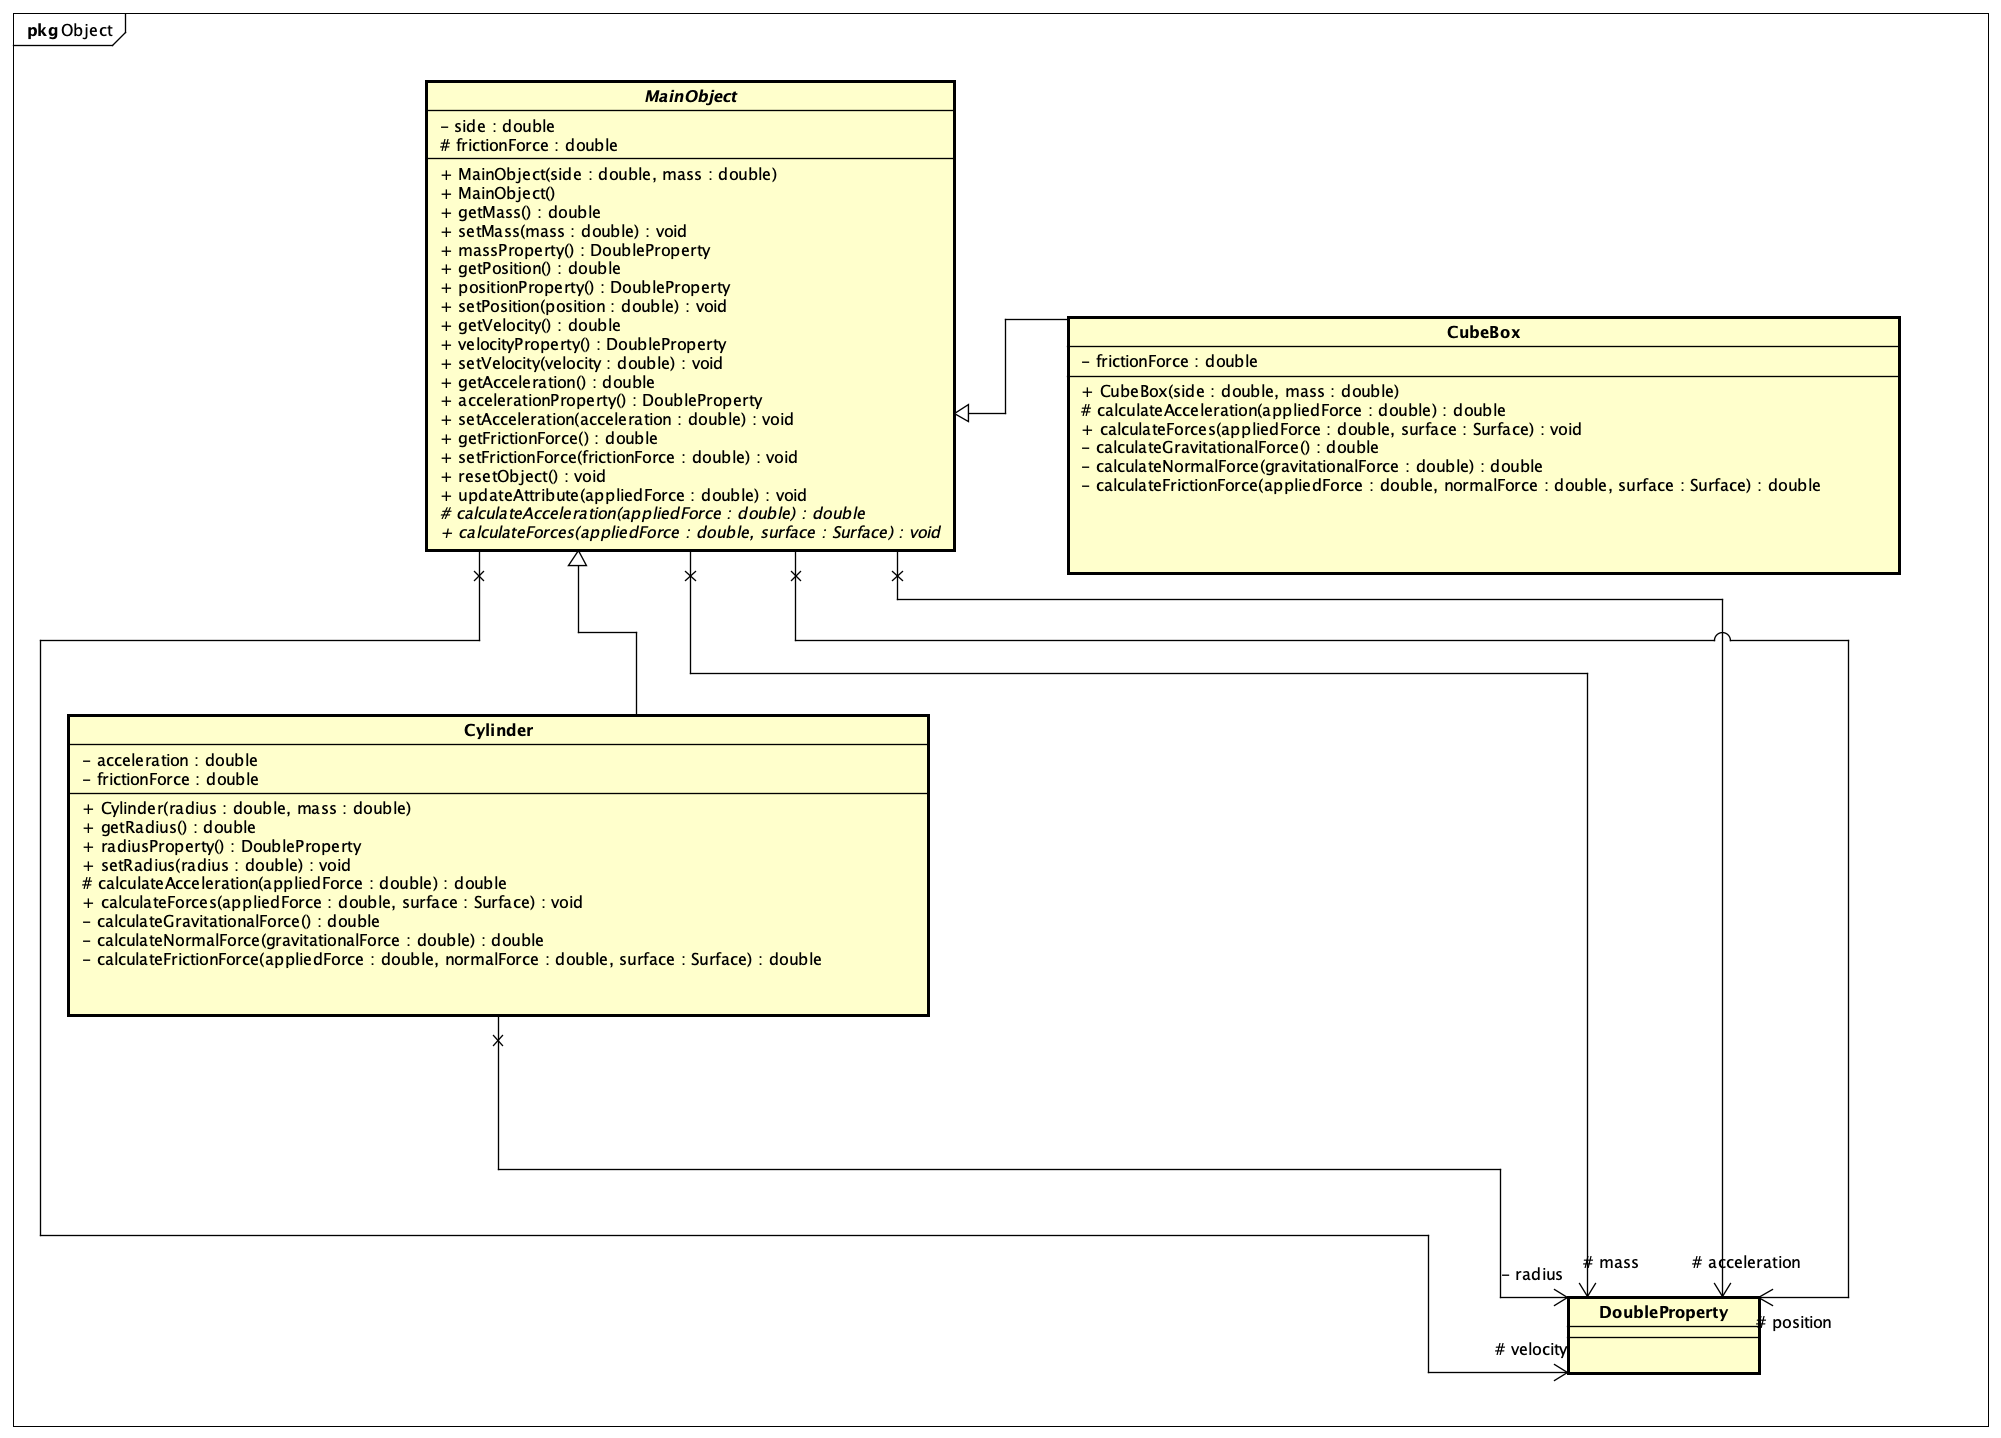 pkg Object
MainObject
- side : double
# frictionForce : double
+ MainObject(side : double, mass : double)
+ MainObject()
+ getMass() : double
+ setMass(mass : double) : void
+ massProperty() : DoubleProperty
+ getPosition() : double
+ positionProperty() : DoubleProperty
+ setPosition(position : double) : void
+ getVelocity() : double
+ velocityProperty() : DoubleProperty
+ setVelocity(velocity : double) : void
+ getAcceleration() : double
+ accelerationProperty() : DoubleProperty
+ setAcceleration(acceleration : double) : void
+ getFrictionForce() : double
+ setFrictionForce(frictionForce : double) : void
+ resetObject() : void
+ updateAttribute(appliedForce : double) : void
# calculateAcceleration(appliedForce : double) : double
+ calculateForces(appliedForce : double, surface : Surface) : void
CubeBox
- frictionForce : double
+ CubeBox(side : double, mass : double)
# calculateAcceleration(appliedForce : double) : double
+ calculateForces(appliedForce : double, surface : Surface) : void
- calculateGravitationalForce() : double
- calculateNormalForce(gravitationalForce : double) : double
- calculateFrictionForce(appliedForce : double, normalForce : double, surface : Surface) : double
Cylinder
- acceleration : double
- frictionForce : double
+ Cylinder(radius : double, mass : double)
+ getRadius() : double
+ radiusProperty() : DoubleProperty
+ setRadius(radius : double) : void
# calculateAcceleration(appliedForce : double) : double
+ calculateForces(appliedForce : double, surface : Surface) : void
- calculateGravitationalForce() : double
- calculateNormalForce(gravitationalForce : double) : double
- calculateFrictionForce(appliedForce : double, normalForce : double, surface : Surface) : double
# mass
# acceleration
- radius
DoubleProperty
# position
# velocity